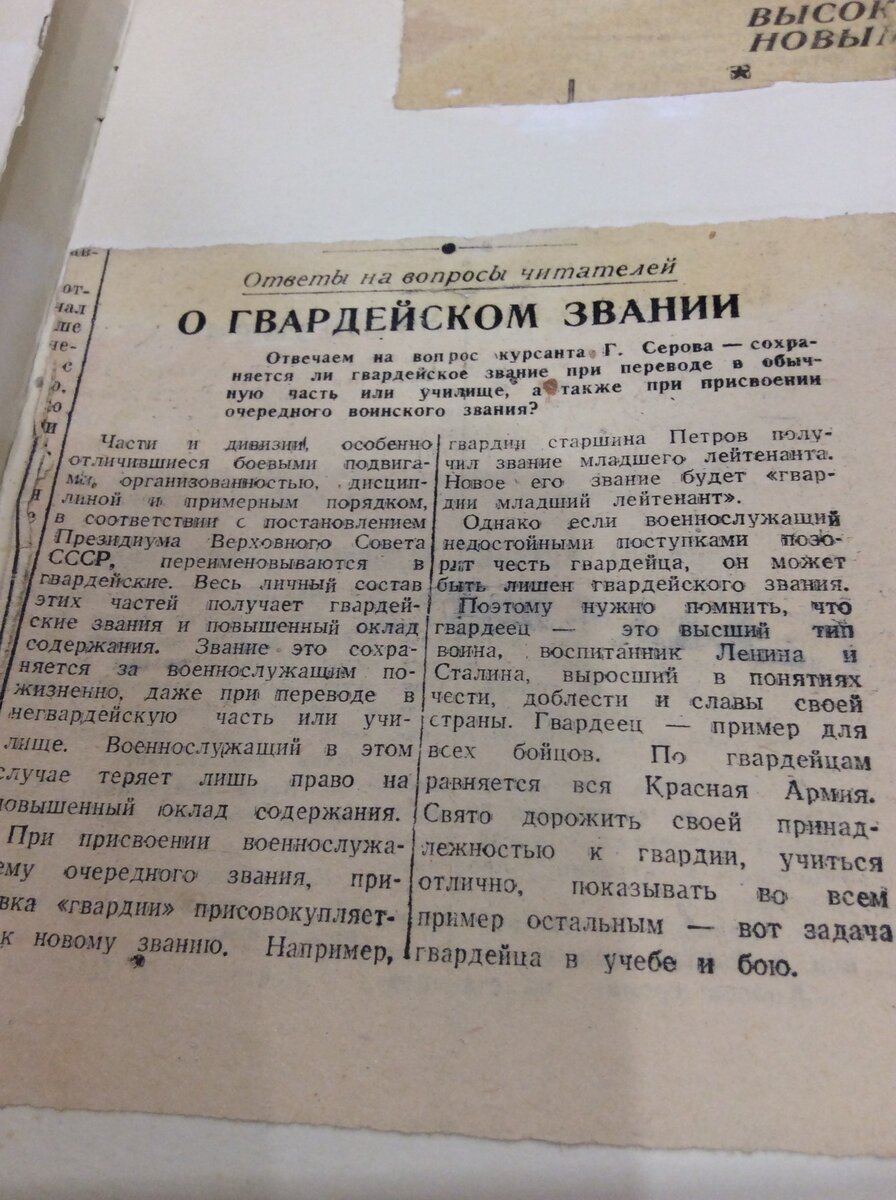 ВЫСОК
НОВЫ
Ответы на вопросы читателей
О ГВАРДЕЙСКОМ ЗВАНИИ
Отвечаем на вопрос курсанта Г. Серова — сохра-
няется ли гвардейское звание при переводе в обыч-
ную часть или училище, а также при присвоении
очередного воинского звания?
Части и дивизии, особенно
отличившиеся боевыми подвига-
ми, организованностью, дисцип-
линой и примерным порядком,
в соответствии с постановлением
Президиума Верховного Совета
СССР, переименовываются в
гвардейские. Весь личный состав
этих частей получает гвардей-
ские звания и повышенный оклад
содержания. Звание это сохра-
няется за военнослужащим по-
жизненно, даже при переводе в
негвардейскую часть или учи-
лище. Военнослужащий в этом
случае теряет лишь право на
повышенный оклад содержания.
При присвоении военнослужа-
ему очередного звания, при-
вка «гвардии» присовокупляет-
к новому званию. Например,
гвардии старшина Петров полу-
чил звание младшего лейтенанта.
Новое его звание будет «гвар-
дии младший лейтенант».
Однако если военнослужащий
недостойными поступками позо-
рит честь гвардейца, он может
быть лишен гвардейского звания.
Поэтому нужно помнить, что
гвардеец — это высший тип
воина, воспитанник Ленина и
Сталина, выросший в понятиях
чести, доблести и славы своей
страны. Гвардеец — пример для
всех бойцов. По гвардейцам
равняется вся Красная Армия.
Свято дорожить своей принад-
лежностью к гвардии, учиться
отлично, показывать во всем
пример остальным — вот задача
гвардейца в учебе и бою.